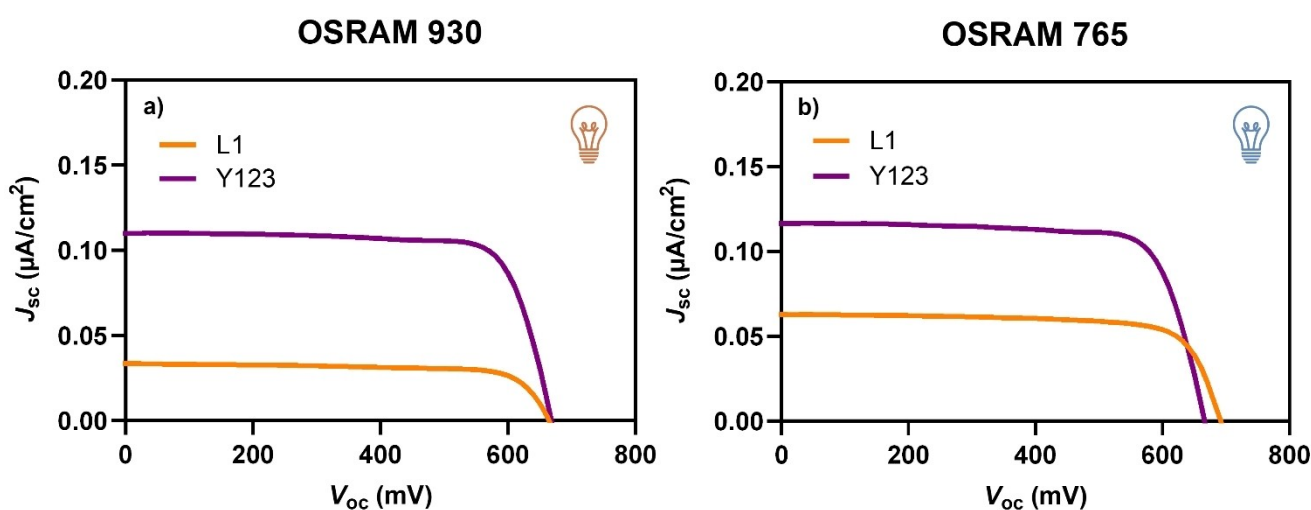 OSRAM 930
a)
L1
Y123
0.20
0.15
0.10
0.05
0.00
Jsc (μA/cm²)
0 200 400 600 800
Voc (mV)
OSRAM 765
b)
L1
Y123
0.20
0.15
0.10
0.05
0.00
Jsc (μA/cm²)
0 200 400 600 800
Voc (mV)